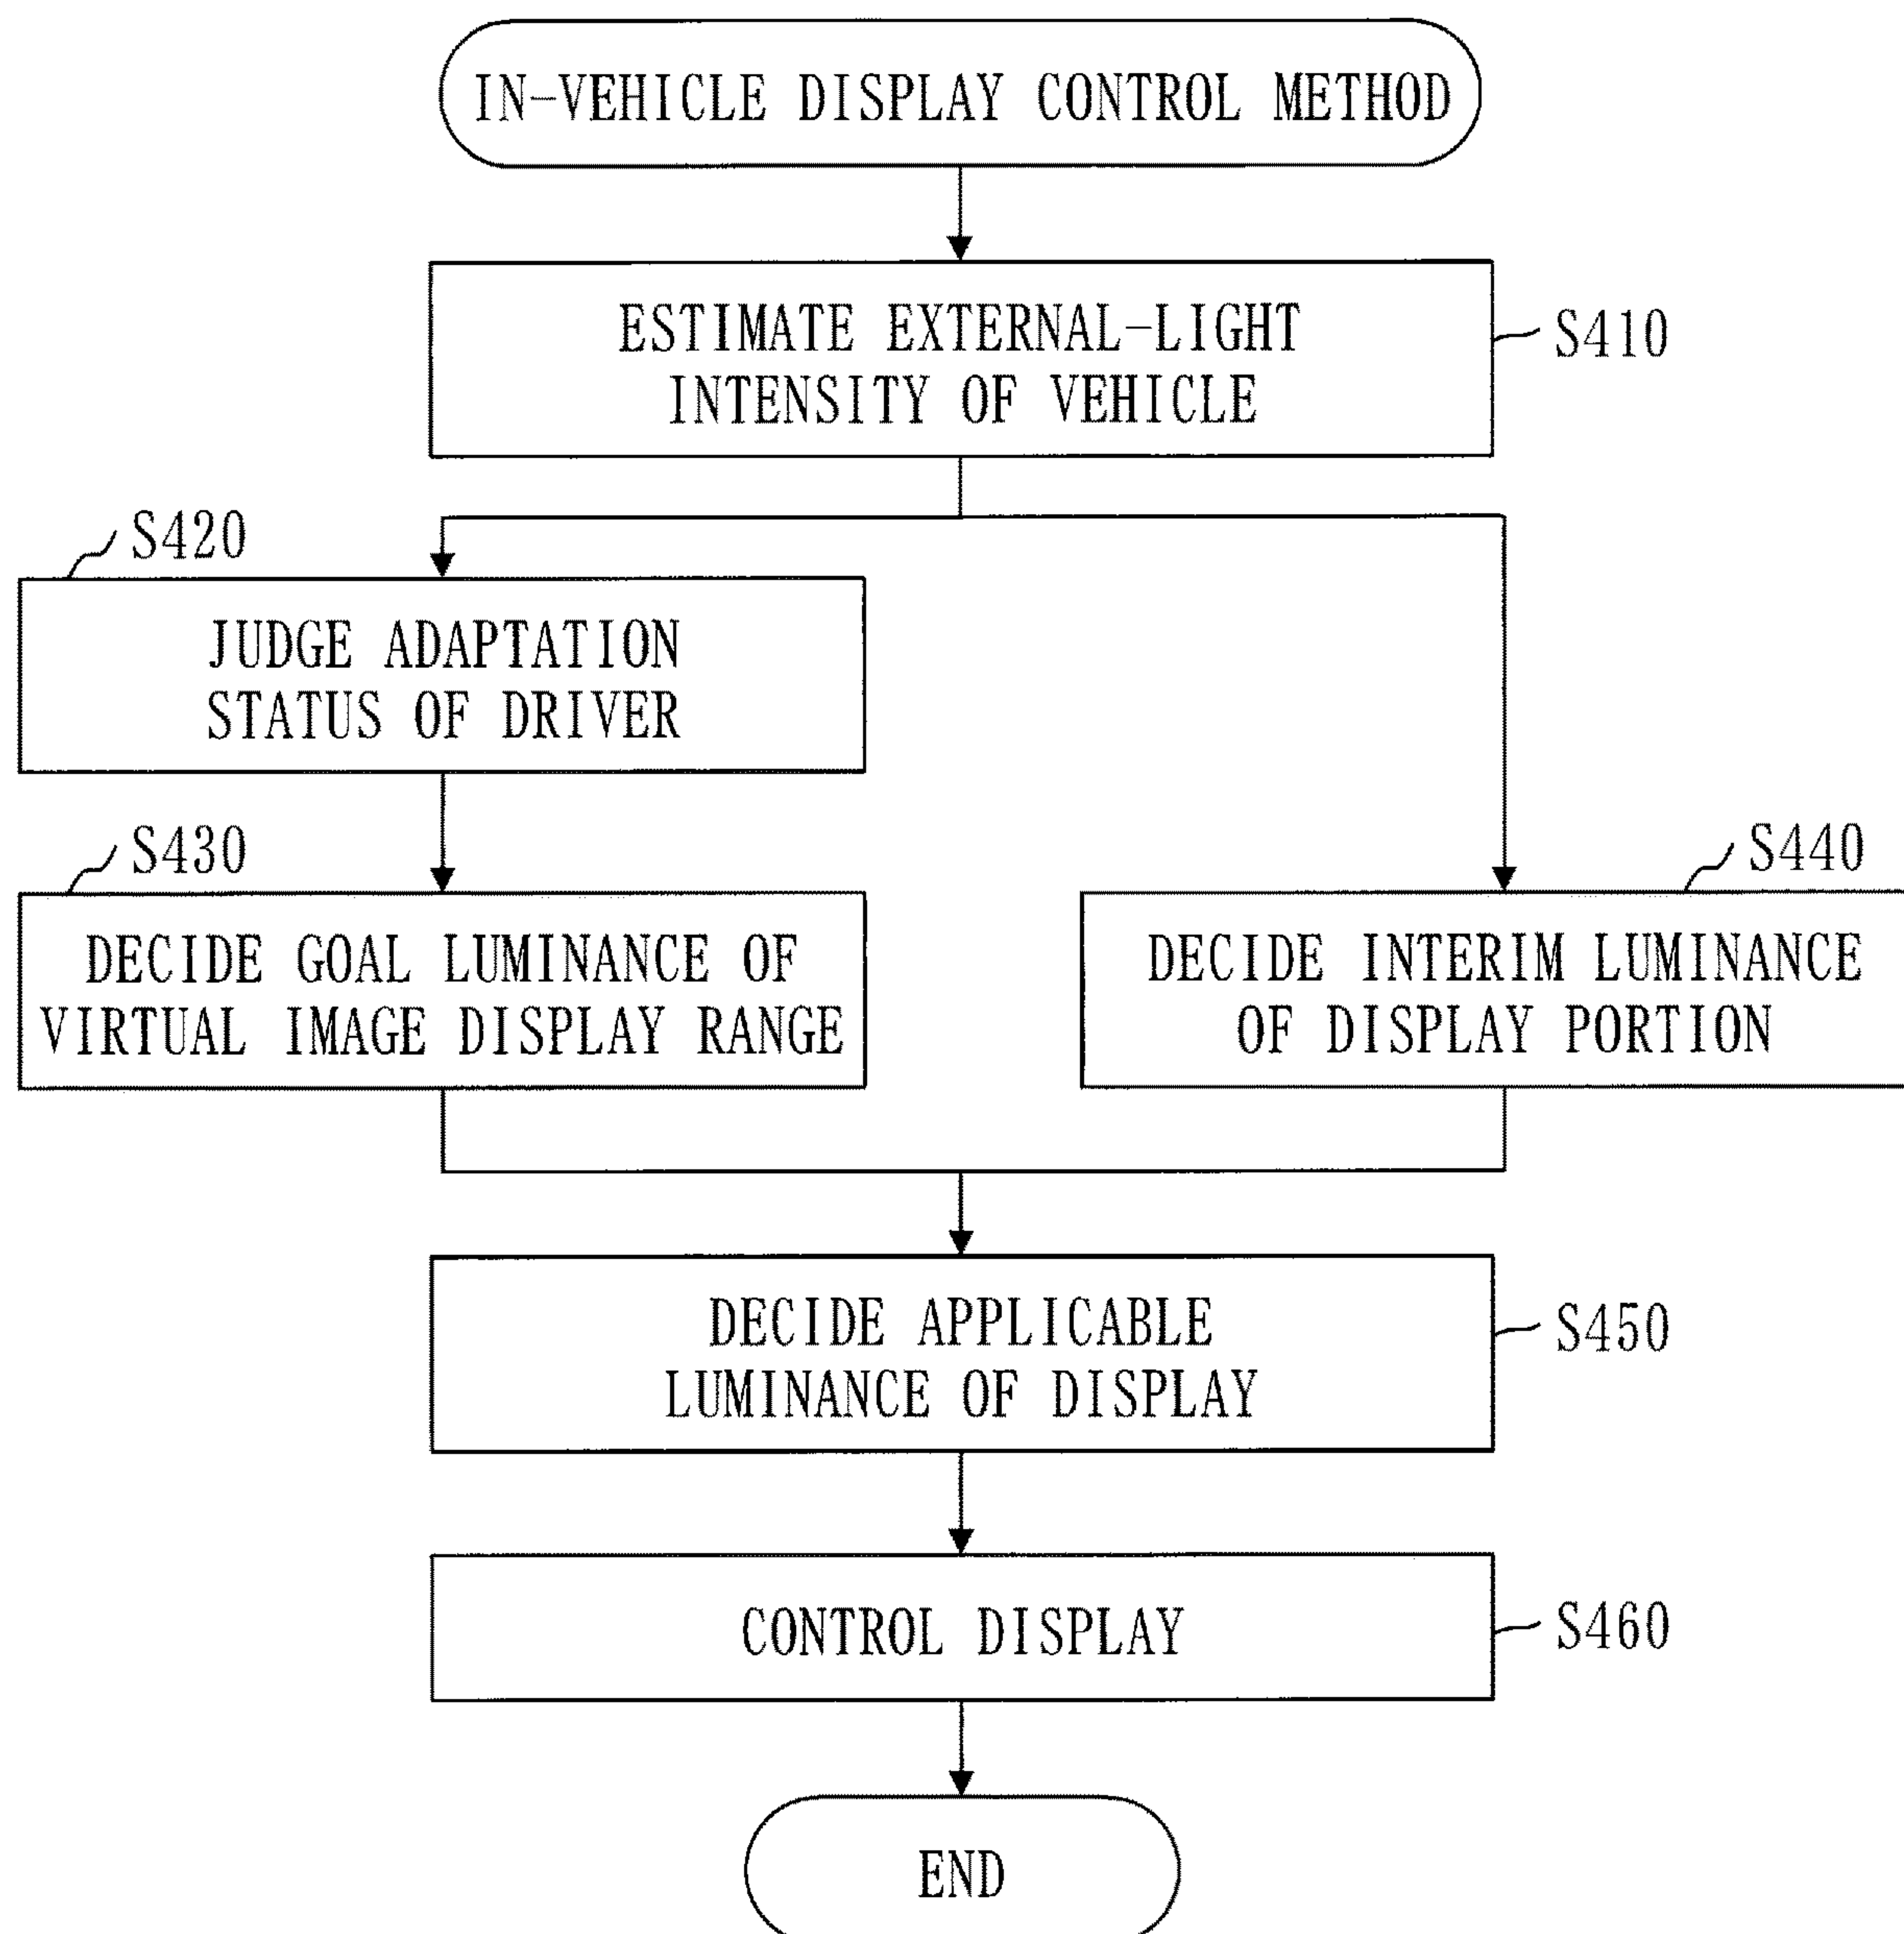 IN-VEHICLE DISPLAY CONTROL METHOD
ESTIMATE EXTERNAL-LIGHT
INTENSITY OF VEHICLE
S410
S420
JUDGE ADAPTATION
STATUS OF DRIVER
S430
DECIDE GOAL LUMINANCE OF
VIRTUAL IMAGE DISPLAY RANGE
S440
DECIDE INTERIM LUMINANCE
OF DISPLAY PORTION
DECIDE APPLICABLE
LUMINANCE OF DISPLAY
S450
CONTROL DISPLAY
S460
END